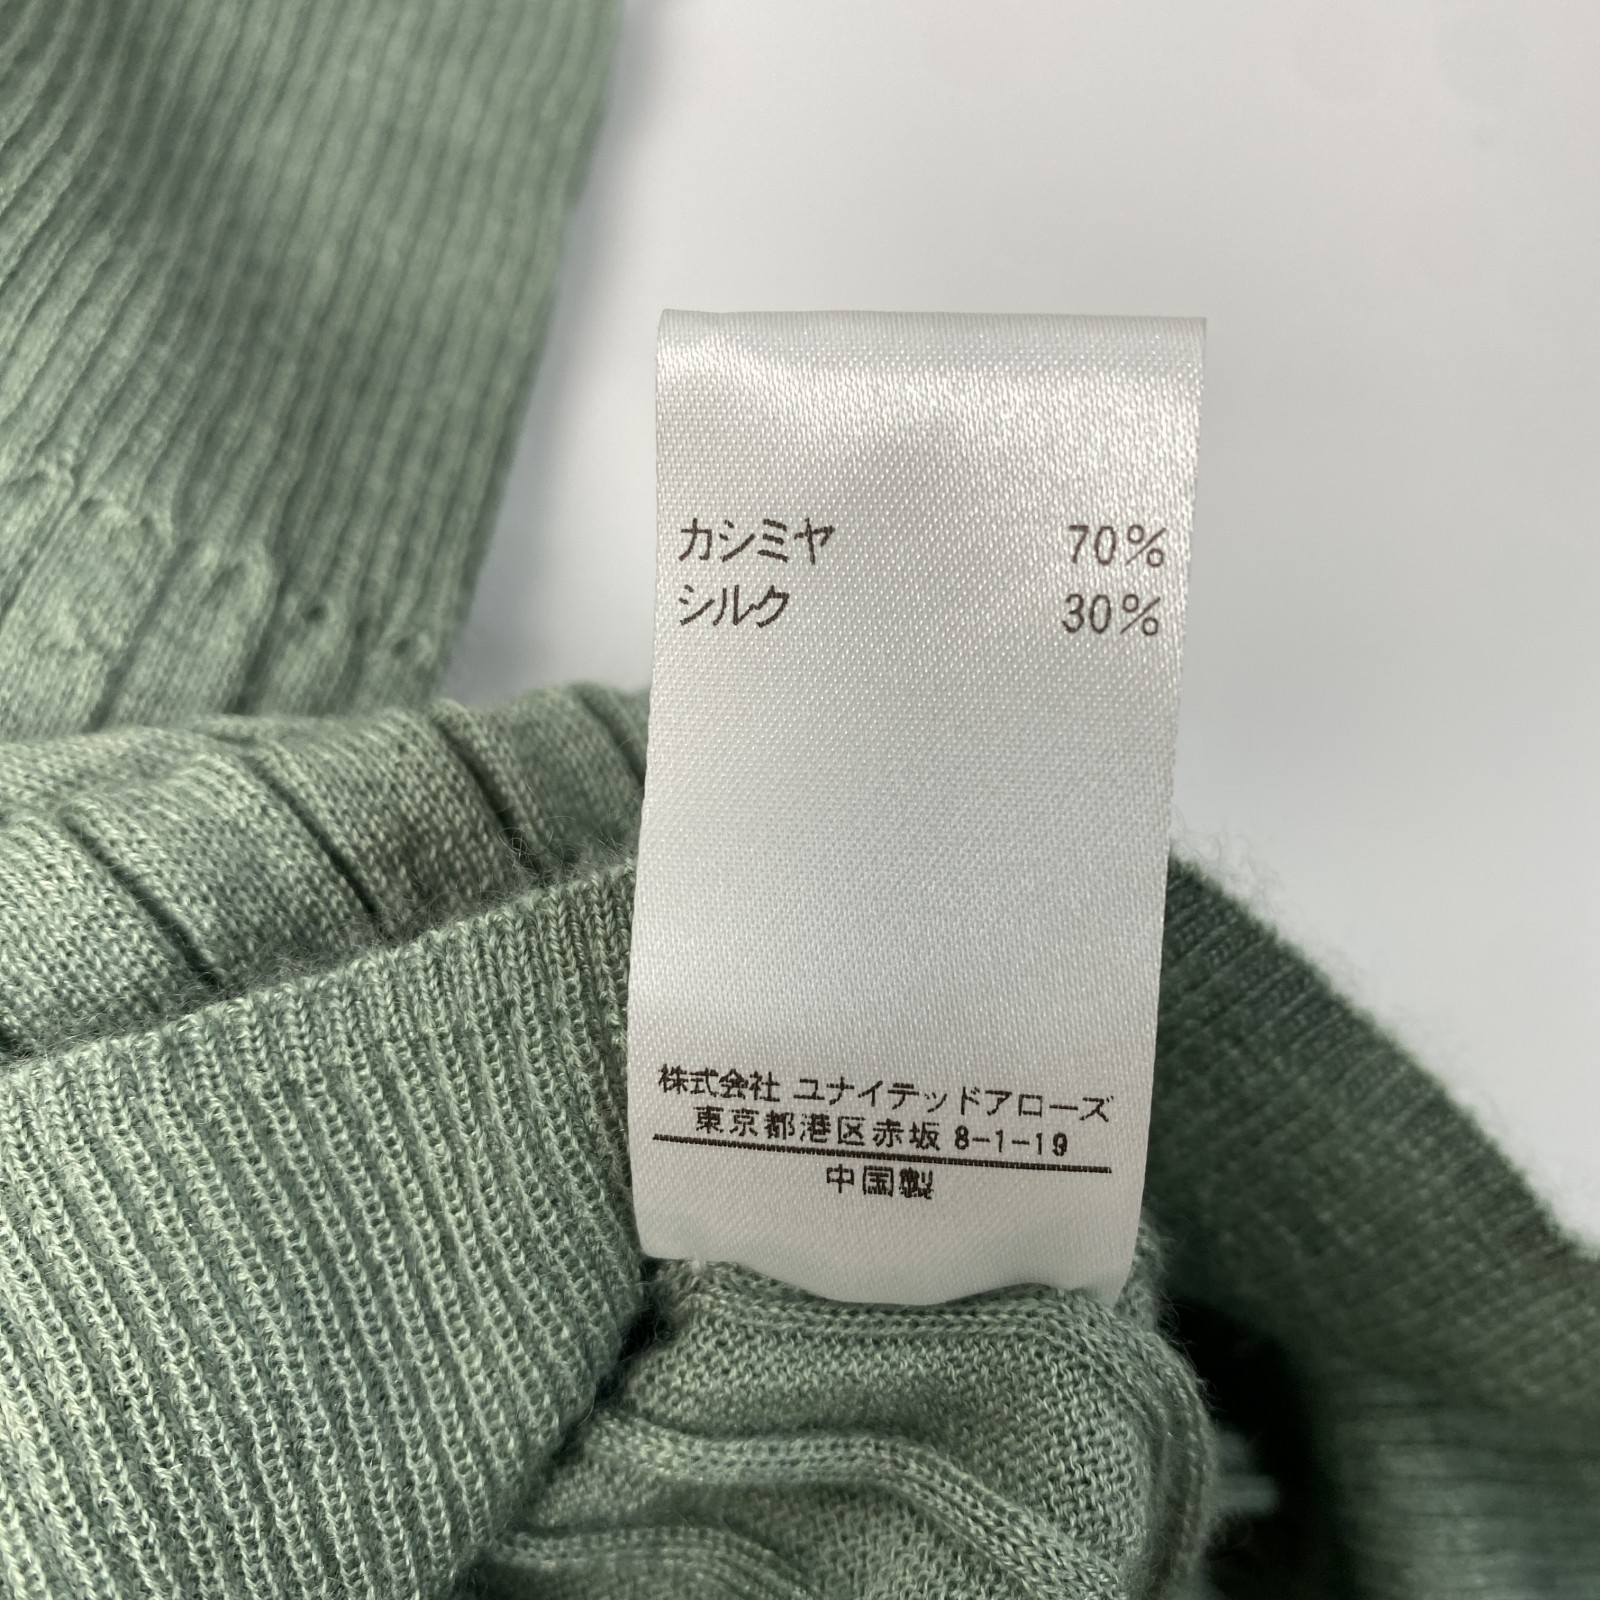 カシミヤ 70%
シルク 30%
株式会社 ユナイテッドアローズ
東京都港区赤坂 8-1-19
中国製